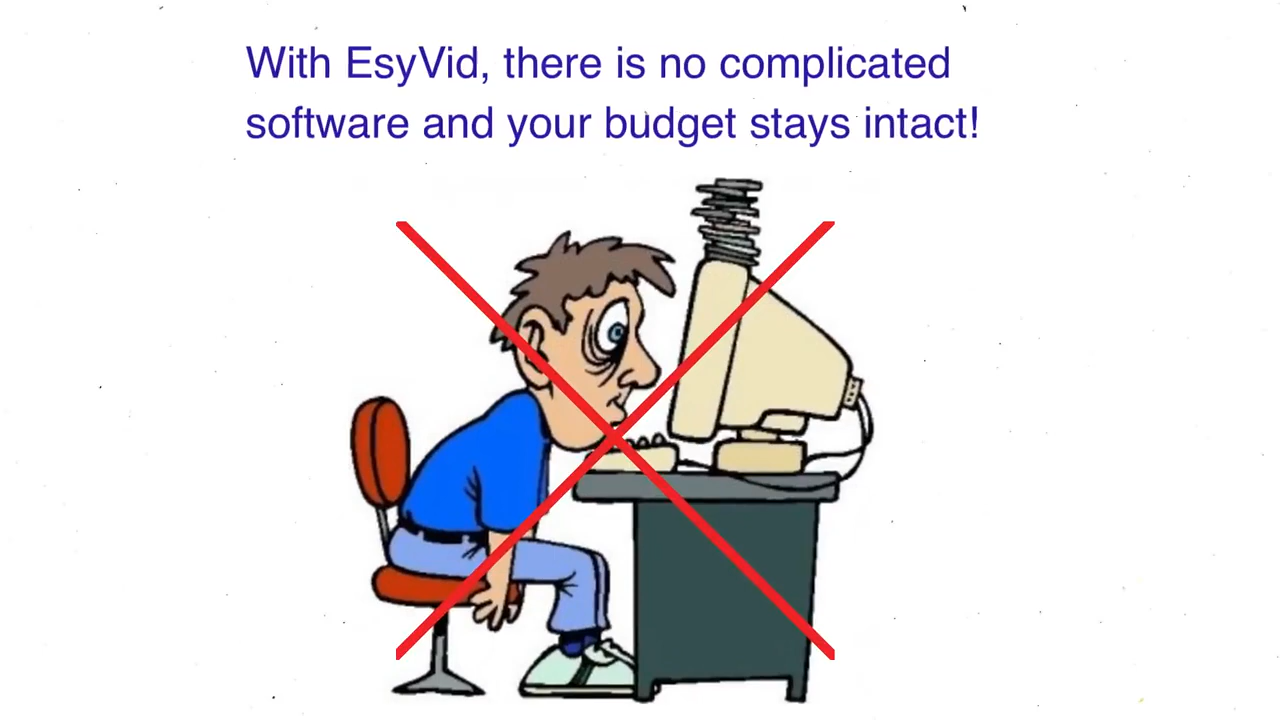 With EsyVid, there is no complicated
software and your budget stays intact!